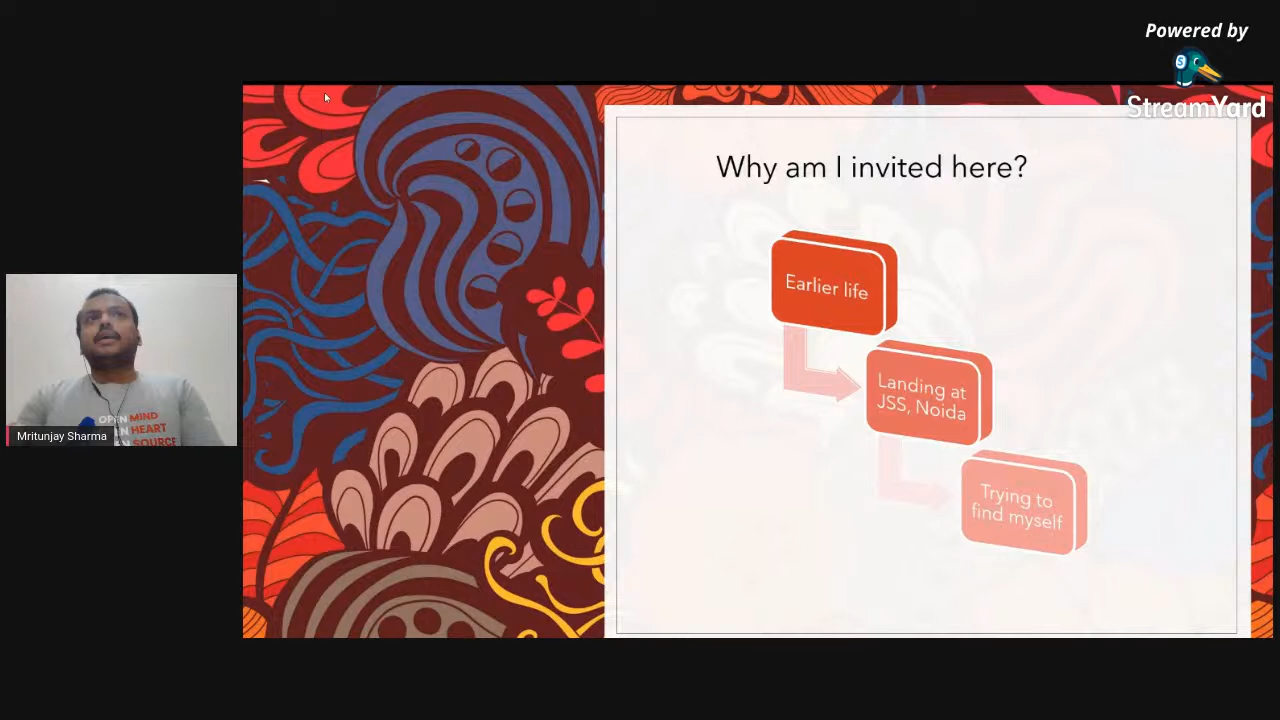 Powered by
StreamYard
Why am I invited here?
Earlier life
Landing at
JSS, Noida
Trying to
find myself
OPEN MIND
HEART
SOURCE
Mritunjay Sharma